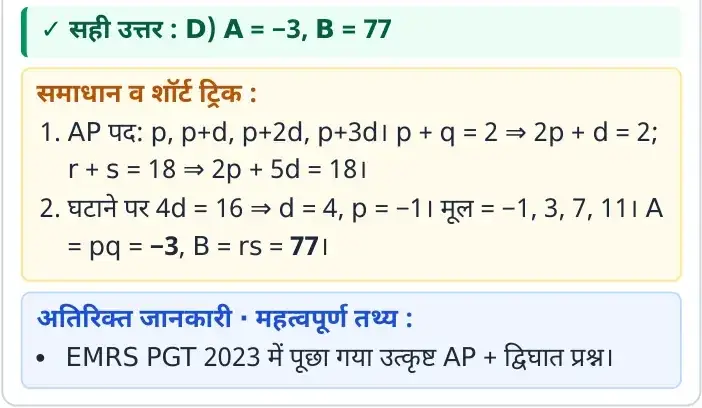 ✓ सही उत्तर : D) A = −3, B = 77
समाधान व शॉर्ट ट्रिक :
1. AP पद: p, p+d, p+2d, p+3d। p + q = 2 ⇒ 2p + d = 2;
r + s = 18 ⇒ 2p + 5d = 18।
2. घटाने पर 4d = 16 ⇒ d = 4, p = −1। मूल = −1, 3, 7, 11। A
= pq = −3, B = rs = 77।
अतिरिक्त जानकारी · महत्वपूर्ण तथ्य :
• EMRS PGT 2023 में पूछा गया उत्कृष्ट AP + द्विघात प्रश्न।